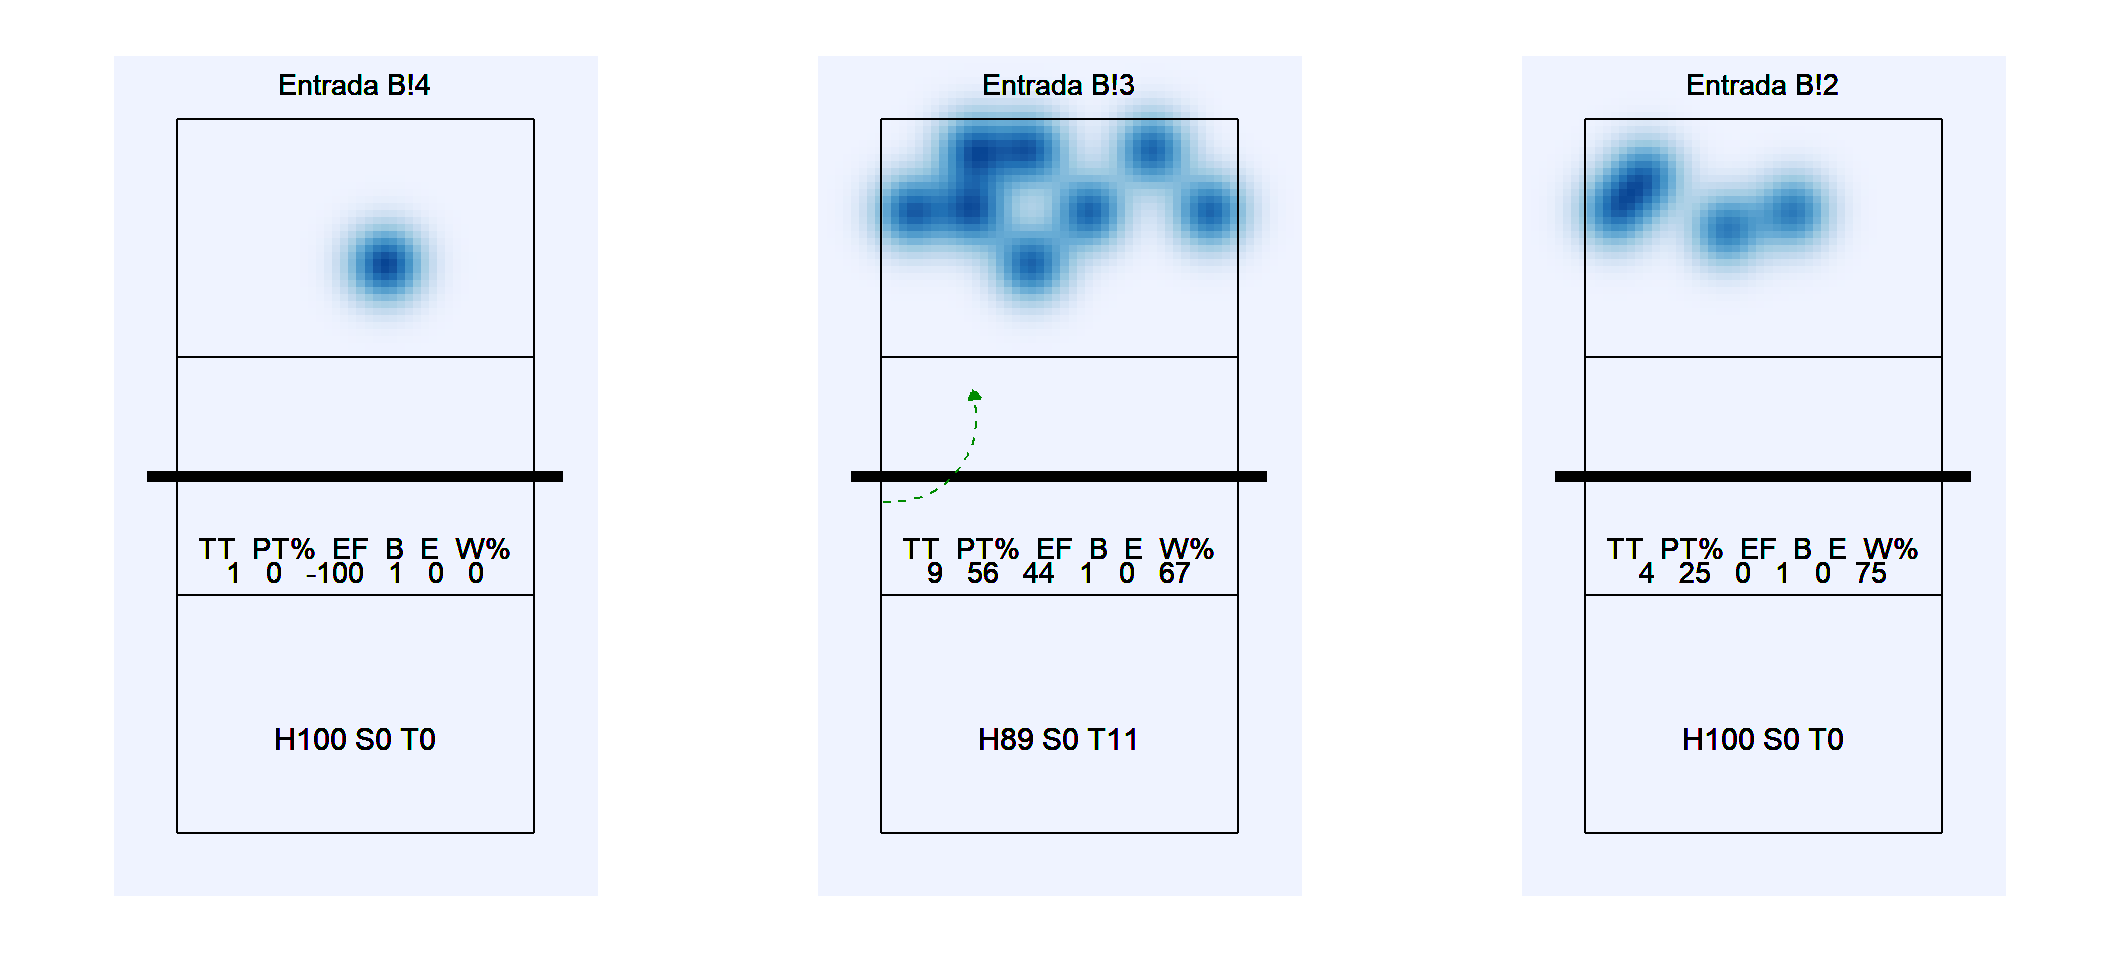 Entrada B!4
TT PT% EF B E W%
1 0 -100 1 0 0
H100 S0 T0
Entrada B!3
TT PT% EF B E W%
9 56 44 1 0 67
H89 S0 T11
Entrada B!2
TT PT% EF B E W%
4 25 0 1 0 75
H100 S0 T0